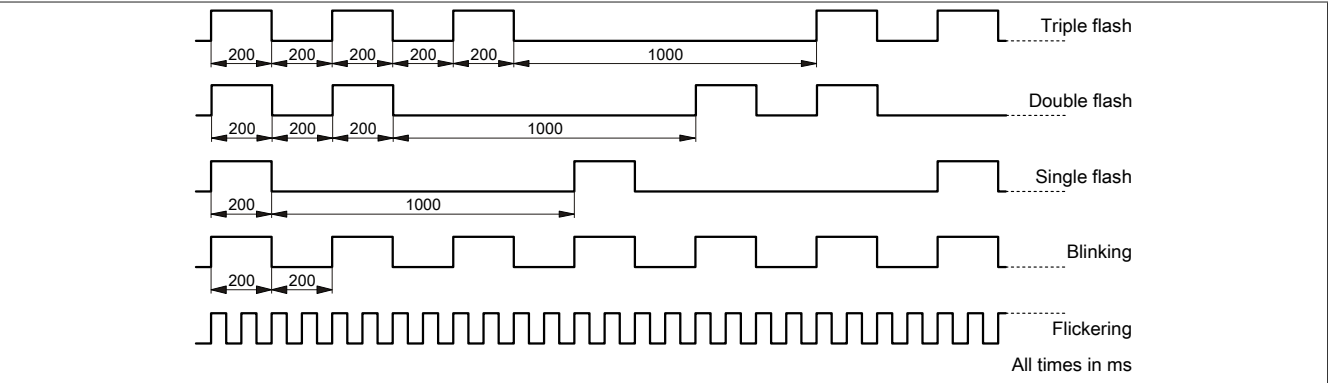 Triple flash
200 200 200 200 200 1000
Double flash
200 200 200 1000
Single flash
200 1000
Blinking
200 200
Flickering
All times in ms